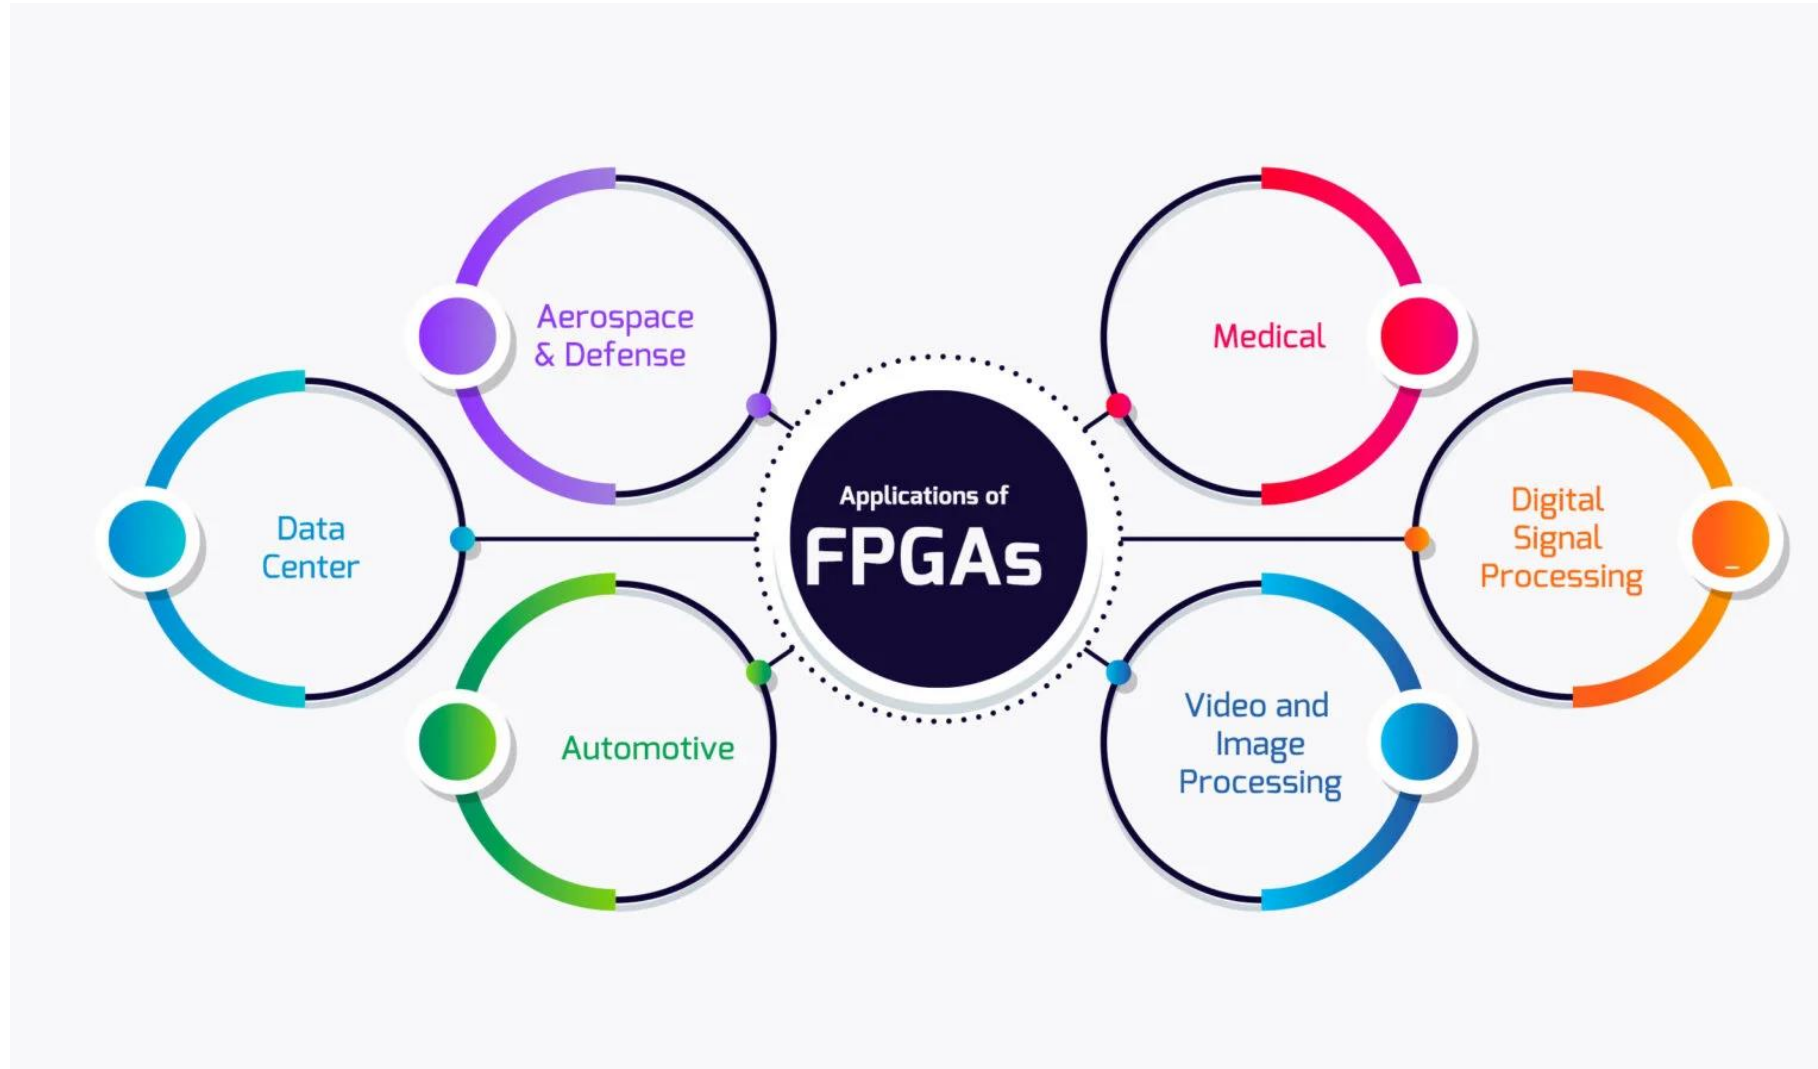 Aerospace
& Defense
Medical
Data
Center
Applications of
FPGAs
Digital
Signal
Processing
Automotive
Video and
Image
Processing